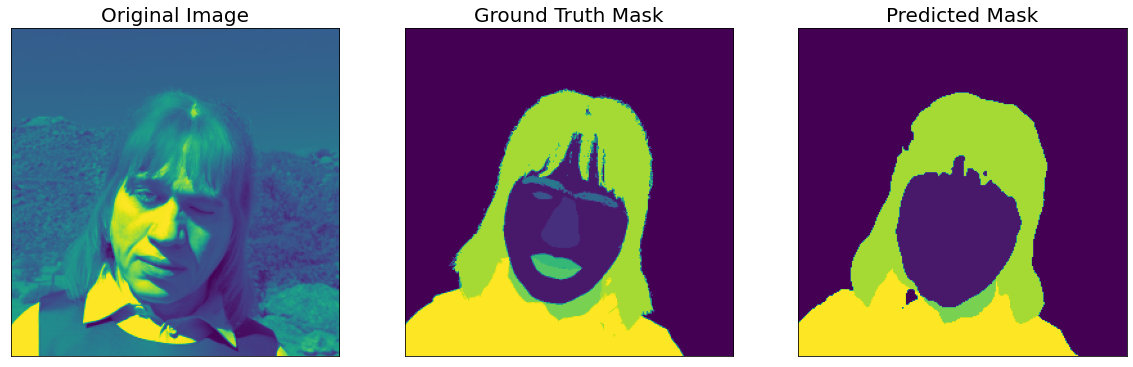 Original Image
Ground Truth Mask
Predicted Mask